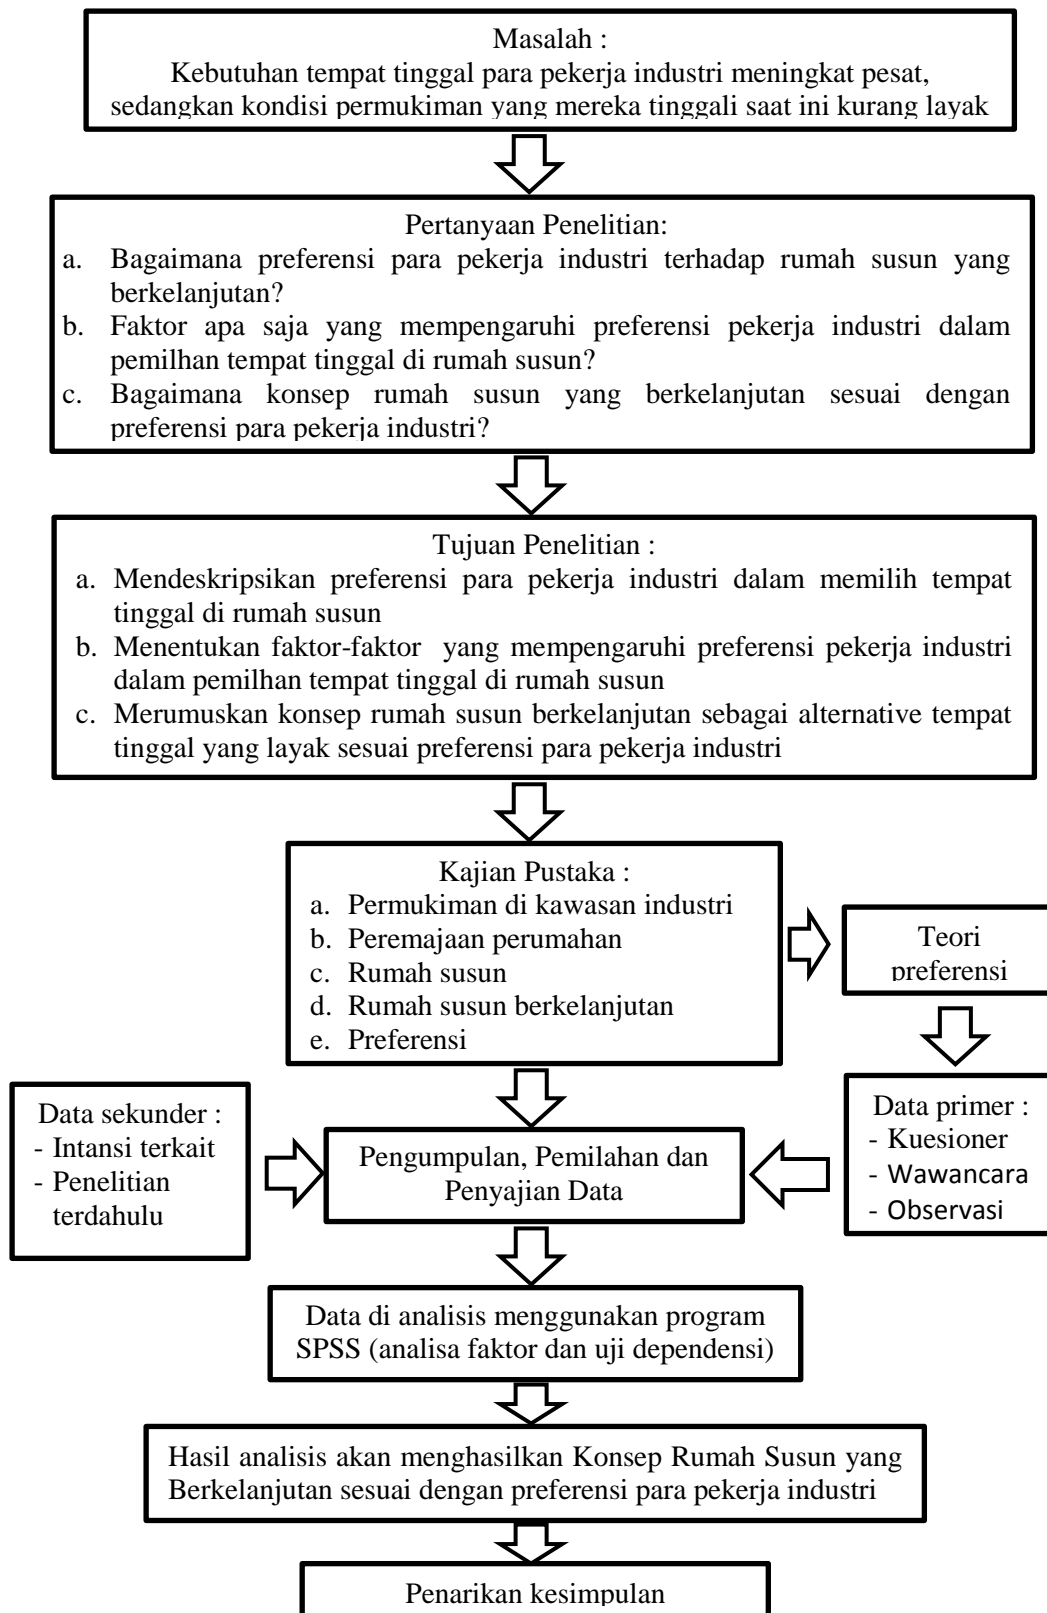 Masalah :
Kebutuhan tempat tinggal para pekerja industri meningkat pesat,
sedangkan kondisi permukiman yang mereka tinggali saat ini kurang layak
Pertanyaan Penelitian:
a. Bagaimana preferensi para pekerja industri terhadap rumah susun yang
berkelanjutan?
b. Faktor apa saja yang mempengaruhi preferensi pekerja industri dalam
pemilhan tempat tinggal di rumah susun?
c. Bagaimana konsep rumah susun yang berkelanjutan sesuai dengan
preferensi para pekerja industri?
Tujuan Penelitian :
a. Mendeskripsikan preferensi para pekerja industri dalam memilih tempat
tinggal di rumah susun
b. Menentukan faktor-faktor yang mempengaruhi preferensi pekerja industri
dalam pemilhan tempat tinggal di rumah susun
c. Merumuskan konsep rumah susun berkelanjutan sebagai alternative tempat
tinggal yang layak sesuai preferensi para pekerja industri
Kajian Pustaka :
a. Permukiman di kawasan industri
b. Peremajaan perumahan
c. Rumah susun
d. Rumah susun berkelanjutan
e. Preferensi
Teori
preferensi
Data sekunder :
- Intansi terkait
- Penelitian
terdahulu
Pengumpulan, Pemilahan dan
Penyajian Data
Data primer :
- Kuesioner
- Wawancara
- Observasi
Data di analisis menggunakan program
SPSS (analisa faktor dan uji dependensi)
Hasil analisis akan menghasilkan Konsep Rumah Susun yang
Berkelanjutan sesuai dengan preferensi para pekerja industri
Penarikan kesimpulan